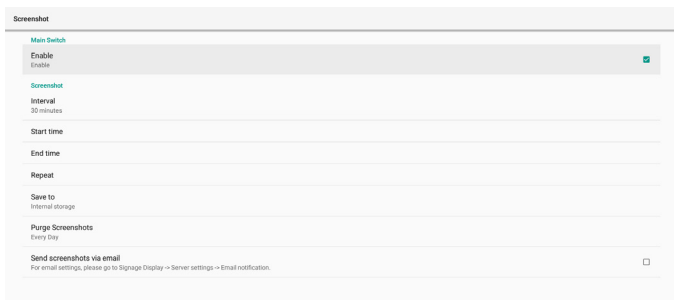 Screenshot
Main Switch
Enable
Enable
Screenshot
Interval
30 minutes
Start time
End time
Repeat
Save to
Internal storage
Purge Screenshots
Every Day
Send screenshots via email
For email settings, please go to Signage Display -> Server settings -> Email notification.